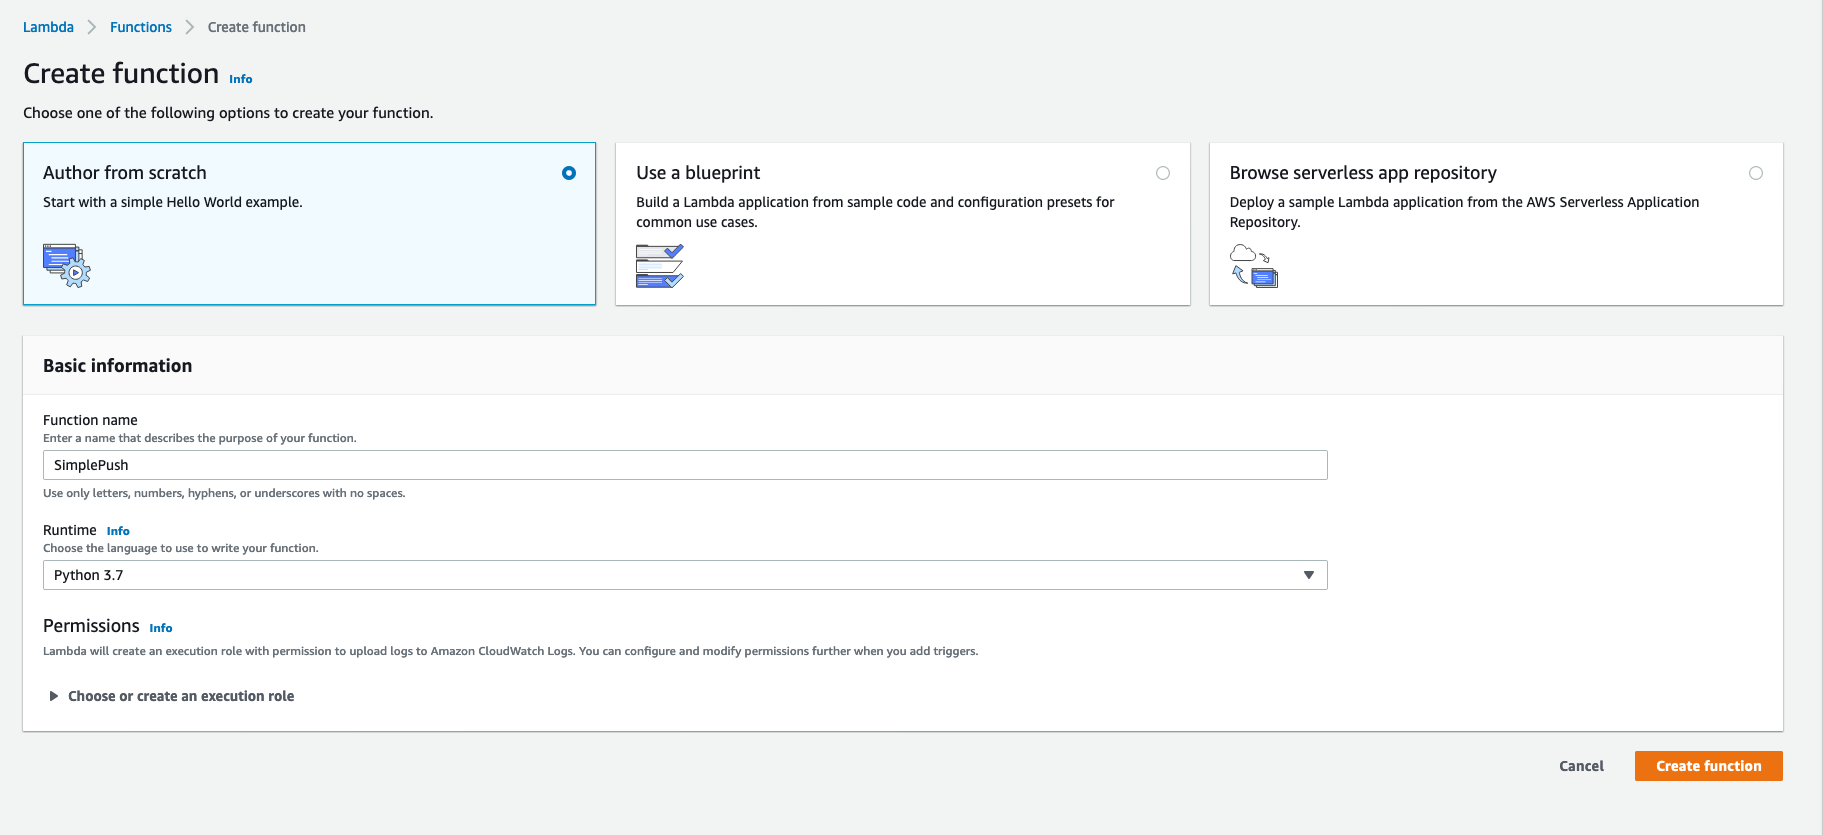 Lambda > Functions > Create function
Create function Info
Choose one of the following options to create your function.
Author from scratch
Start with a simple Hello World example.
Use a blueprint
Build a Lambda application from sample code and configuration presets for
common use cases.
Browse serverless app repository
Deploy a sample Lambda application from the AWS Serverless Application
Repository.
Basic information
Function name
Enter a name that describes the purpose of your function.
SimplePush
Use only letters, numbers, hyphens, or underscores with no spaces.
Runtime Info
Choose the language to use to write your function.
Python 3.7
Permissions Info
Lambda will create an execution role with permission to upload logs to Amazon CloudWatch Logs. You can configure and modify permissions further when you add triggers.
Choose or create an execution role
Cancel
Create function